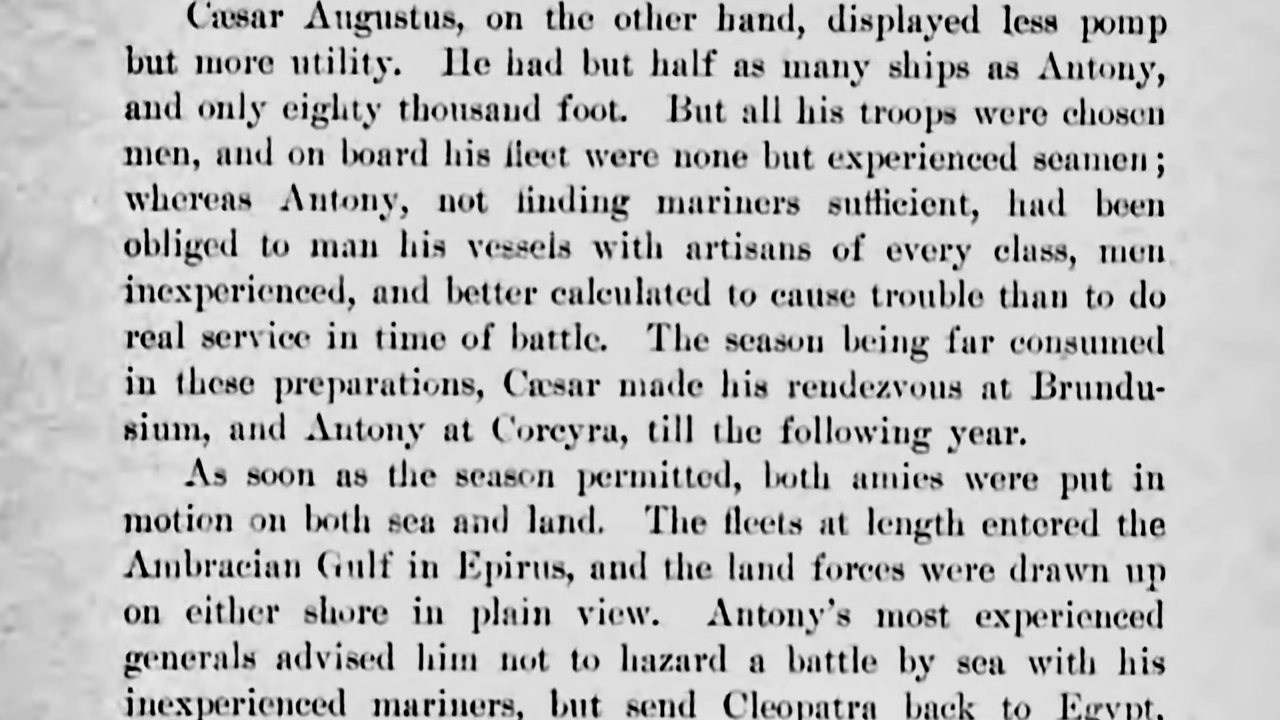 Cæsar Augustus, on the other hand, displayed less pomp
but more utility. He had but half as many ships as Antony,
and only eighty thousand foot. But all his troops were chosen
men, and on board his fleet were none but experienced seamen;
whereas Antony, not finding mariners sufficient, had been
obliged to man his vessels with artisans of every class, men
inexperienced, and better calculated to cause trouble than to do
real service in time of battle. The season being far consumed
in these preparations, Cæsar made his rendezvous at Brundu-
sium, and Antony at Corcyra, till the following year.
As soon as the season permitted, both amies were put in
motion on both sea and land. The fleets at length entered the
Ambracian Gulf in Epirus, and the land forces were drawn up
on either shore in plain view. Antony's most experienced
generals advised him not to hazard a battle by sea with his
inexperienced mariners, but send Cleopatra back to Egypt,